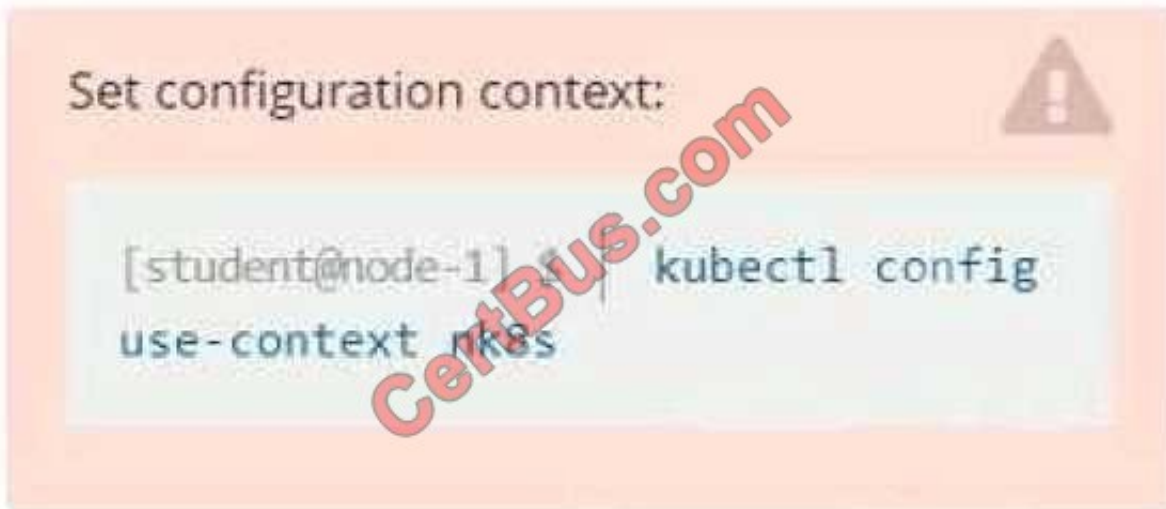 Set configuration context:
[student@node-1] $ | kubectl config
use-context nk8s
CertBus.com